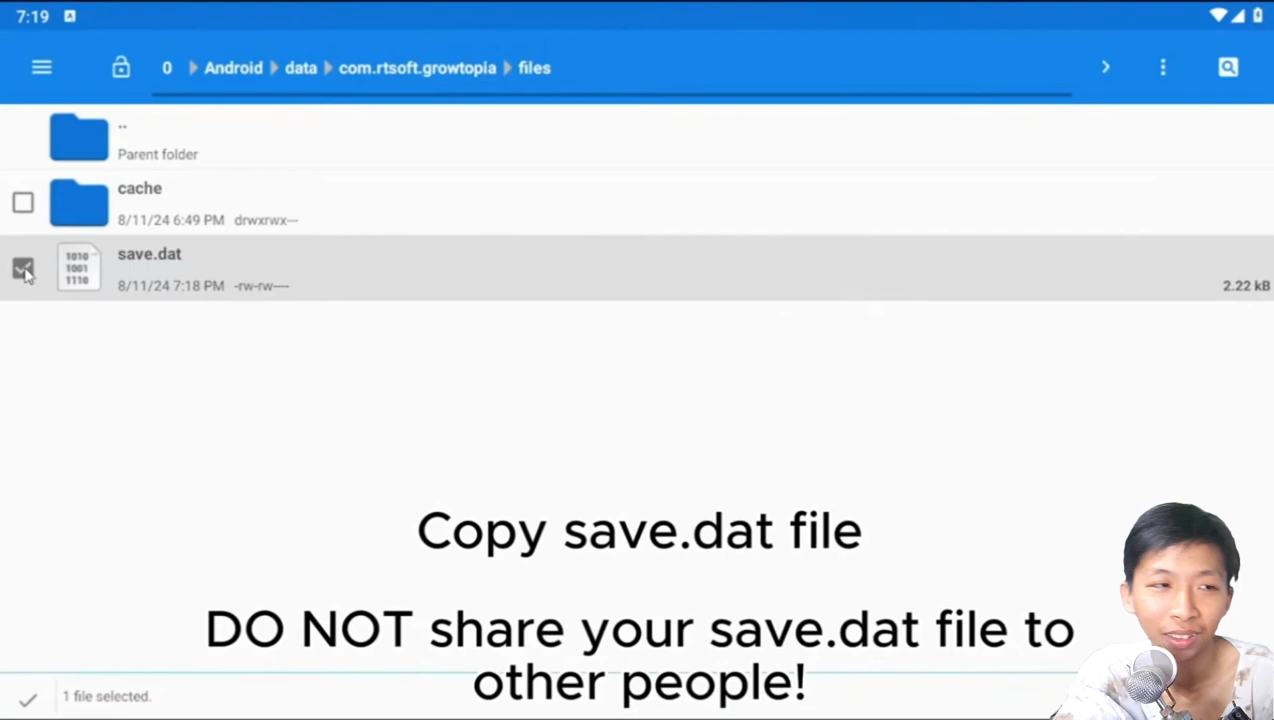 7:19 A
0 Android data com.rtsoft.growtopia files
..
Parent folder
cache
8/11/24 6:49 PM drwxrwx---
1010
1001
1110
save.dat
8/11/24 7:18 PM -rw-rw----
2.22 kB
Copy save.dat file
DO NOT share your save.dat file to
other people!
1 file selected.